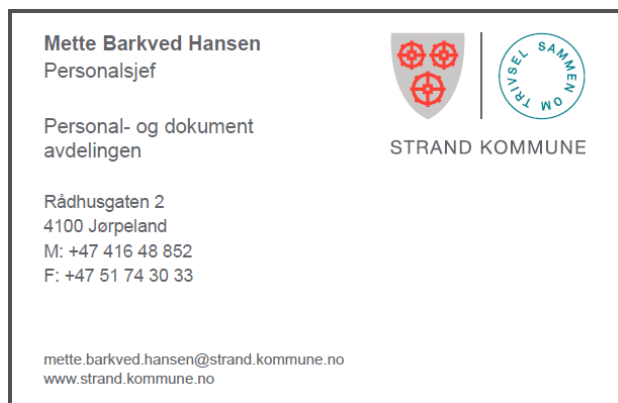 Mette Barkved Hansen
Personalsjef
Personal- og dokument
avdelingen
Rådhusgaten 2
4100 Jørpeland
M: +47 416 48 852
F: +47 51 74 30 33
mette.barkved.hansen@strand.kommune.no
www.strand.kommune.no
SAMMEN OM TRIVSEL
STRAND KOMMUNE